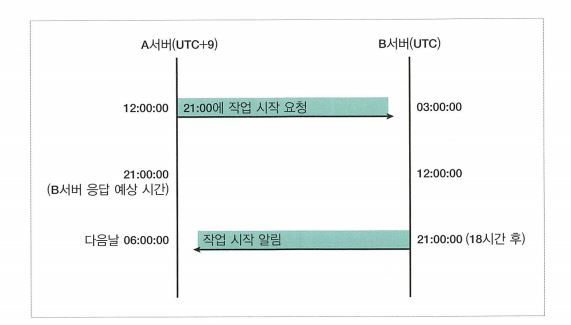 A서버(UTC+9)
B서버(UTC)
12:00:00
21:00에 작업 시작 요청
03:00:00
21:00:00
(B서버 응답 예상 시간)
12:00:00
다음날 06:00:00
작업 시작 알림
21:00:00 (18시간 후)